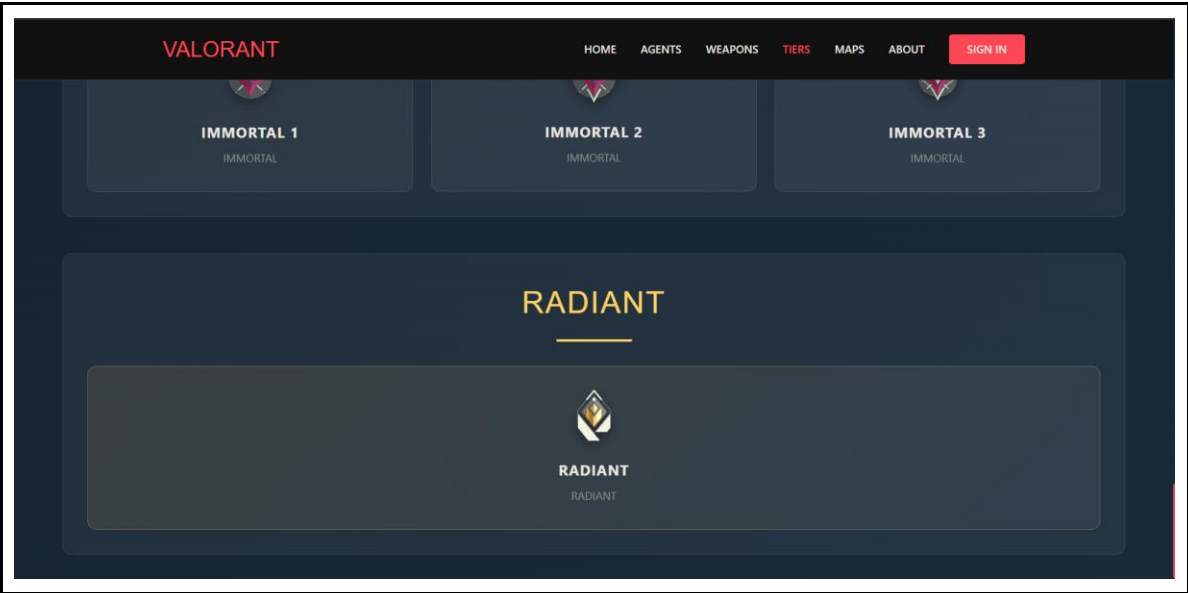 VALORANT HOME AGENTS WEAPONS TIERS MAPS ABOUT SIGN IN
IMMORTAL 1 IMMORTAL 2 IMMORTAL 3
IMMORTAL IMMORTAL IMMORTAL
RADIANT
RADIANT
RADIANT